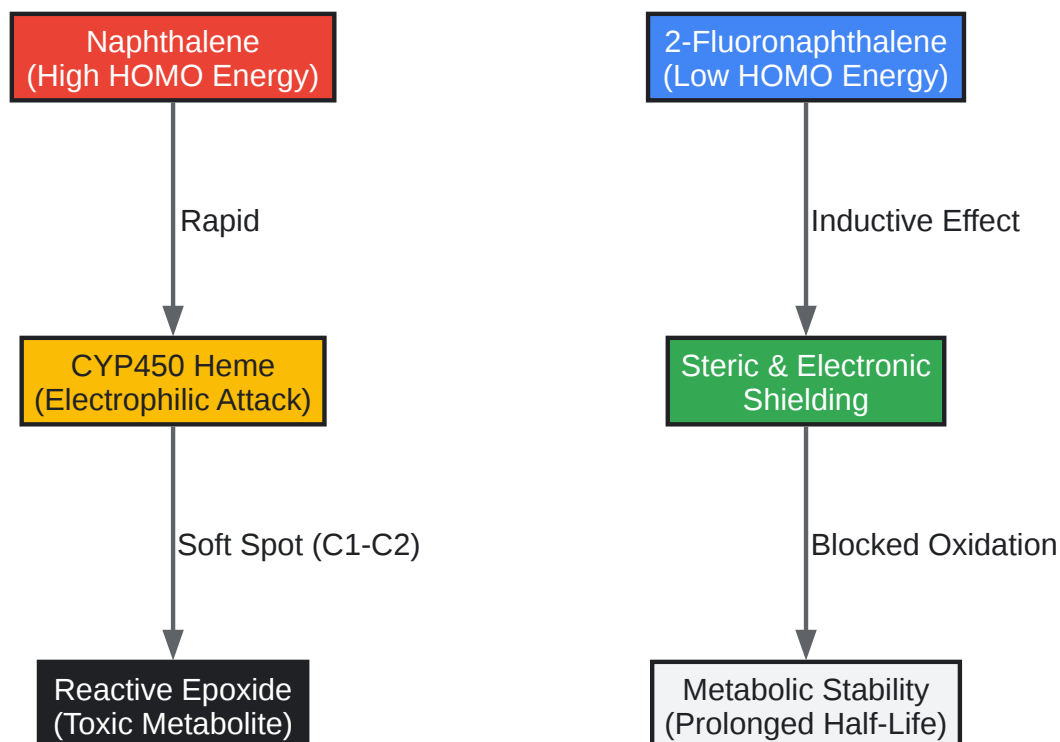 Naphthalene
(High HOMO Energy)
2-Fluoronaphthalene
(Low HOMO Energy)
Rapid
Inductive Effect
CYP450 Heme
(Electrophilic Attack)
Steric & Electronic
Shielding
Soft Spot (C1-C2)
Blocked Oxidation
Reactive Epoxide
(Toxic Metabolite)
Metabolic Stability
(Prolonged Half-Life)